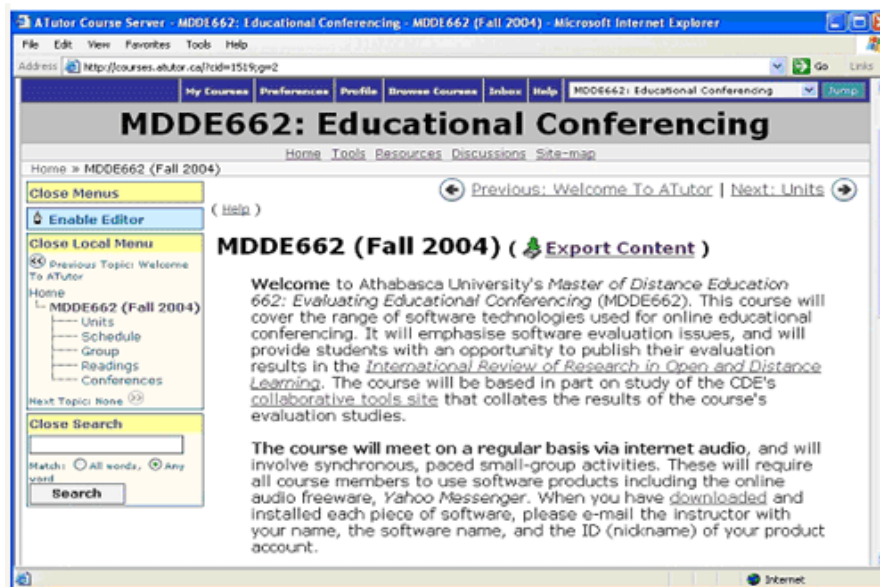 ATutor Course Server - MDDE662: Educational Conferencing - MDDE662 (Fall 2004) - Microsoft Internet Explorer
File Edit View Favorites Tools Help
Address http://courses.atutor.ca/?cid=1519;g=2 Go Links
My Courses Preferences Profile Browse Courses Inbox Help MDDE662: Educational Conferencing Jump
MDDE662: Educational Conferencing
Home Tools Resources Discussions Site-map
Home » MDDE662 (Fall 2004)
Close Menus
Enable Editor
Close Local Menu
Previous Topic: Welcome
To ATutor
Home
MDDE662 (Fall 2004)
Units
Schedule
Group
Readings
Conferences
Next Topic: None
Close Search
Match: All words, Any
word
Search
Previous: Welcome To ATutor | Next: Units
( Help )
MDDE662 (Fall 2004) ( Export Content )
Welcome to Athabasca University's Master of Distance Education
662: Evaluating Educational Conferencing (MDDE662). This course will
cover the range of software technologies used for online educational
conferencing. It will emphasise software evaluation issues, and will
provide students with an opportunity to publish their evaluation
results in the International Review of Research in Open and Distance
Learning. The course will be based in part on study of the CDE's
collaborative tools site that collates the results of the course's
evaluation studies.
The course will meet on a regular basis via internet audio, and will
involve synchronous, paced small-group activities. These will require
all course members to use software products including the online
audio freeware, Yahoo Messenger. When you have downloaded and
installed each piece of software, please e-mail the instructor with
your name, the software name, and the ID (nickname) of your product
account.
Internet